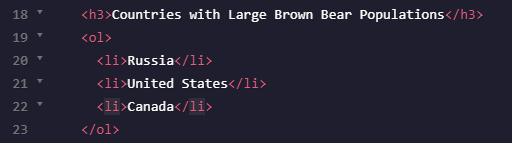 18 <h3>Countries with Large Brown Bear Populations</h3>
19 <ol>
20 <li>Russia</li>
21 <li>United States</li>
22 <li>Canada</li>
23 </ol>